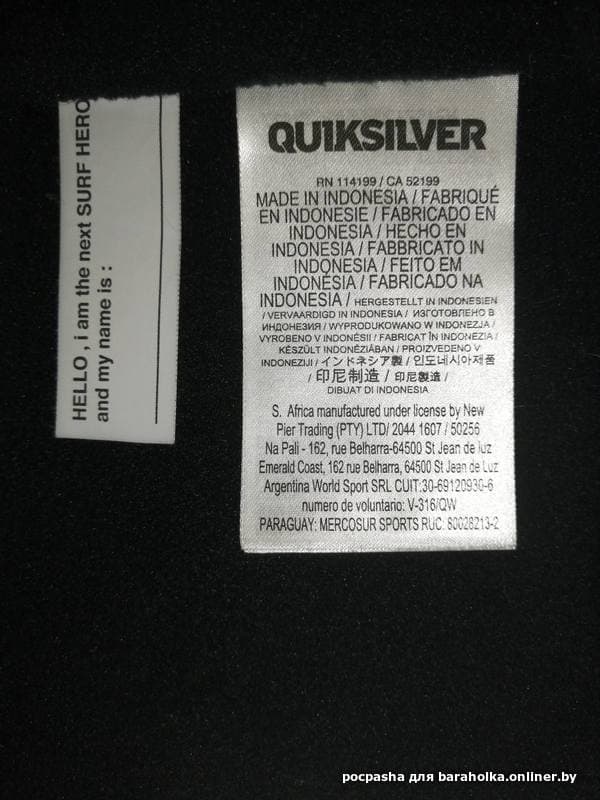 HELLO , i am the next SURF HERO
and my name is :
QUIKSILVER
RN 114199 / CA 52199
MADE IN INDONESIA / FABRIQUÉ
EN INDONESIE / FABRICADO EN
INDONESIA / HECHO EN
INDONESIA / FABBRICATO IN
INDONESIA / FEITO EM
INDONÉSIA / FABRICADO NA
INDONESIA / HERGESTELLT IN INDONESIEN
/ VERVAARDIGD IN INDONESIA / ИЗГОТОВЛЕНО В
ИНДОНЕЗИЯ / WYPRODUKOWANO W INDONEZJA /
VYROBENO V INDONÉSII / FABRICAT ÎN INDONEZIA /
KÉSZÜLT INDONÉZIÁBAN / PROIZVEDENO V
INDONEZIJI / インドネシア製 / 인도네시아제품
/ 印尼制造 / 印尼製造 /
DIBUAT DI INDONESIA
S. Africa manufactured under license by New
Pier Trading (PTY) LTD/ 2044 1607 / 50256
Na Pali - 162, rue Belharra-64500 St Jean de luz
Emerald Coast, 162 rue Belharra, 64500 St Jean de Luz
Argentina World Sport SRL CUIT:30-69120930-6
numero de voluntario: V-316/QW
PARAGUAY: MERCOSUR SPORTS RUC: 80028213-2
pocpasha для baraholka.onliner.by